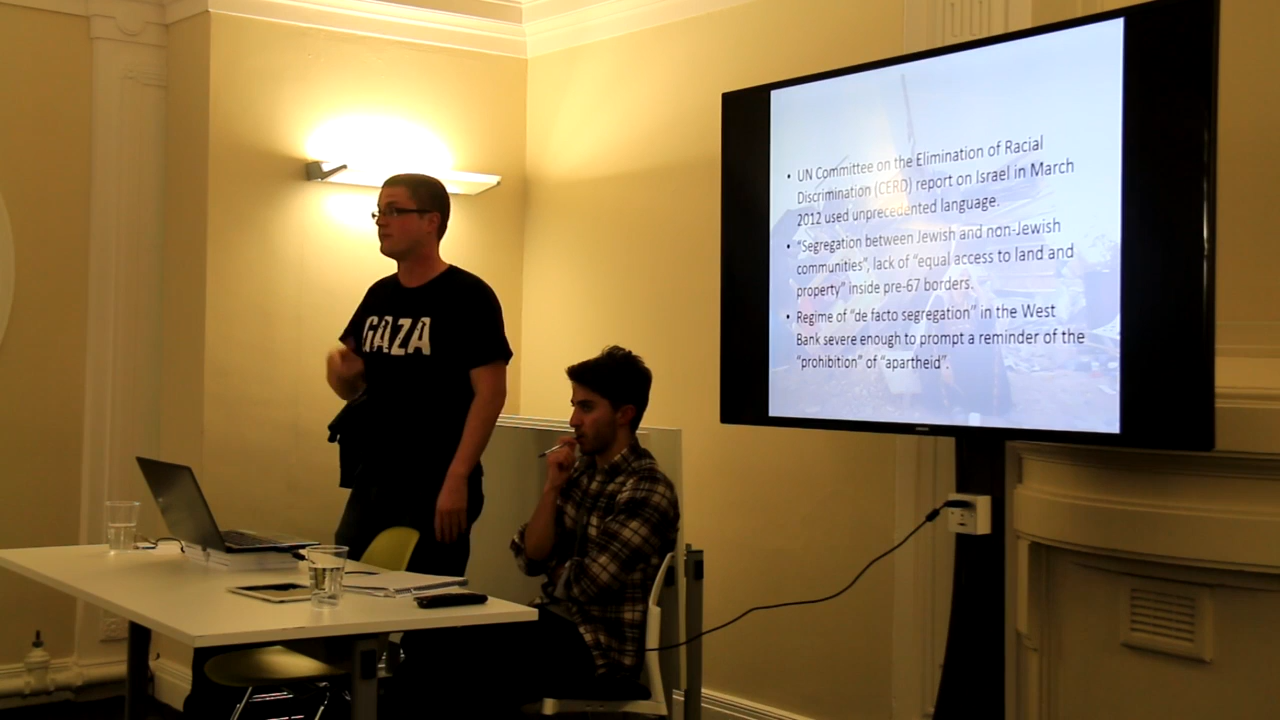 GAZA
• UN Committee on the Elimination of Racial
Discrimination (CERD) report on Israel in March
2012 used unprecedented language.
• “Segregation between Jewish and non-Jewish
communities”, lack of “equal access to land and
property” inside pre-67 borders.
• Regime of “de facto segregation” in the West
Bank severe enough to prompt a reminder of the
“prohibition” of “apartheid”.